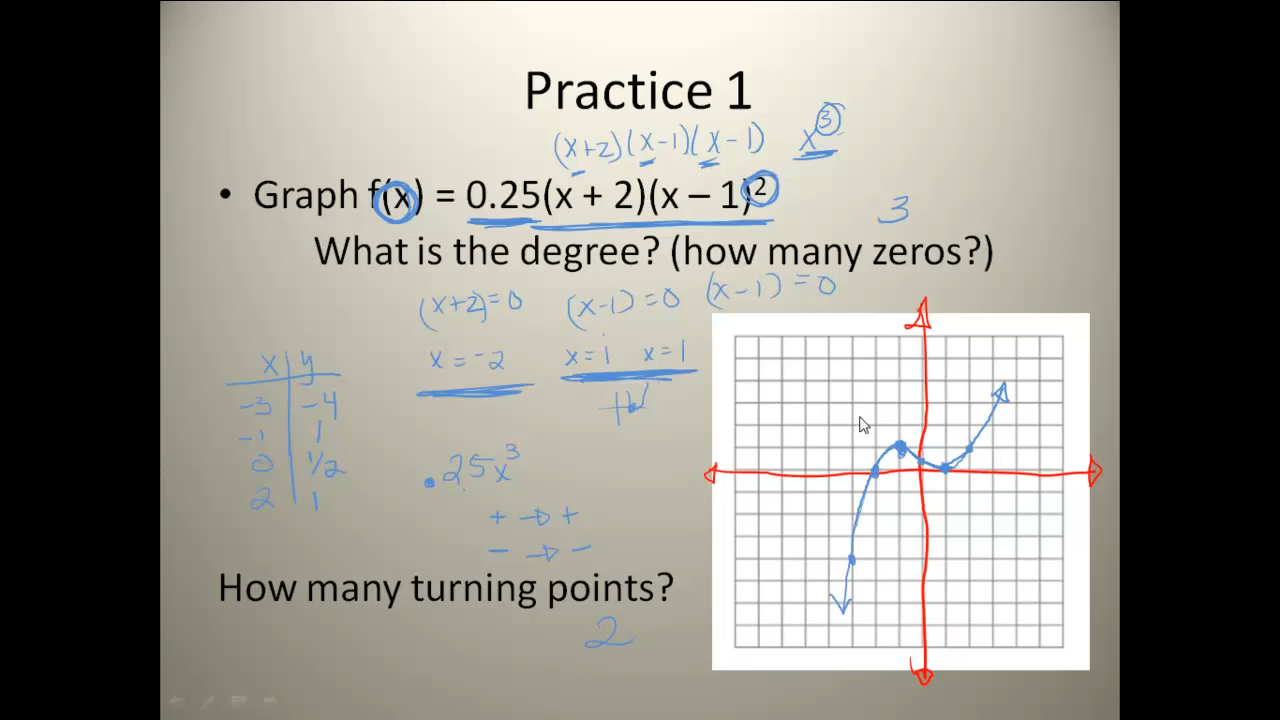 Practice 1
(x+2)(x-1)(x-1) x³
• Graph f(x) = 0.25(x + 2)(x – 1)²
3
What is the degree? (how many zeros?)
(x+2)=0 (x-1)=0 (x-1)=0
x=-2 x=1 x=1
x y
-3 -4
-1 1
0 1/2
2 1
.25x³
+ → +
- → -
How many turning points?
2